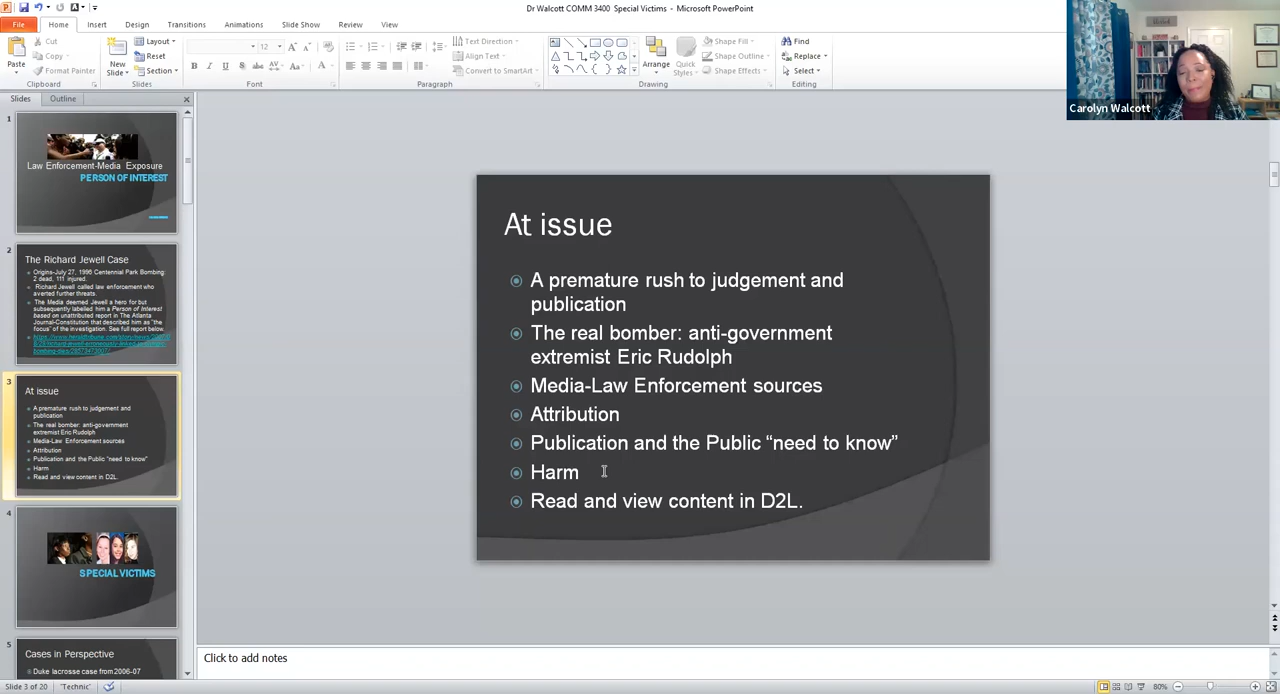 Dr Walcott COMM 3400 Special Victims - Microsoft PowerPoint
File Home Insert Design Transitions Animations Slide Show Review View
Paste
Cut
Copy
Format Painter
Clipboard
New
Slide
Layout
Reset
Section
Slides
12
Font
Paragraph
Text Direction
Align Text
Convert to SmartArt
Arrange
Quick
Styles
Shape Fill
Shape Outline
Shape Effects
Drawing
Find
Replace
Select
Editing
Carolyn Walcott
Slides Outline
1
Law Enforcement-Media Exposure
PERSON OF INTEREST
2
The Richard Jewell Case
Origins-July 27, 1996 Centennial Park Bombing:
2 dead, 111 injured.
Richard Jewell called law enforcement who
averted further threats.
The Media deemed Jewell a hero for but
subsequently labelled him a Person of Interest
based on unattributed report in The Atlanta
Journal-Constitution that described him as "the
focus" of the investigation. See full report below.
3
At issue
A premature rush to judgement and
publication
The real bomber: anti-government
extremist Eric Rudolph
Media-Law Enforcement sources
Attribution
Publication and the Public "need to know"
Harm
Read and view content in D2L.
4
SPECIAL VICTIMS
5
Cases in Perspective
Duke lacrosse case from 2006-07
At issue
A premature rush to judgement and
publication
The real bomber: anti-government
extremist Eric Rudolph
Media-Law Enforcement sources
Attribution
Publication and the Public “need to know”
Harm
Read and view content in D2L.
Click to add notes
Slide 3 of 20 "Technic" 80%